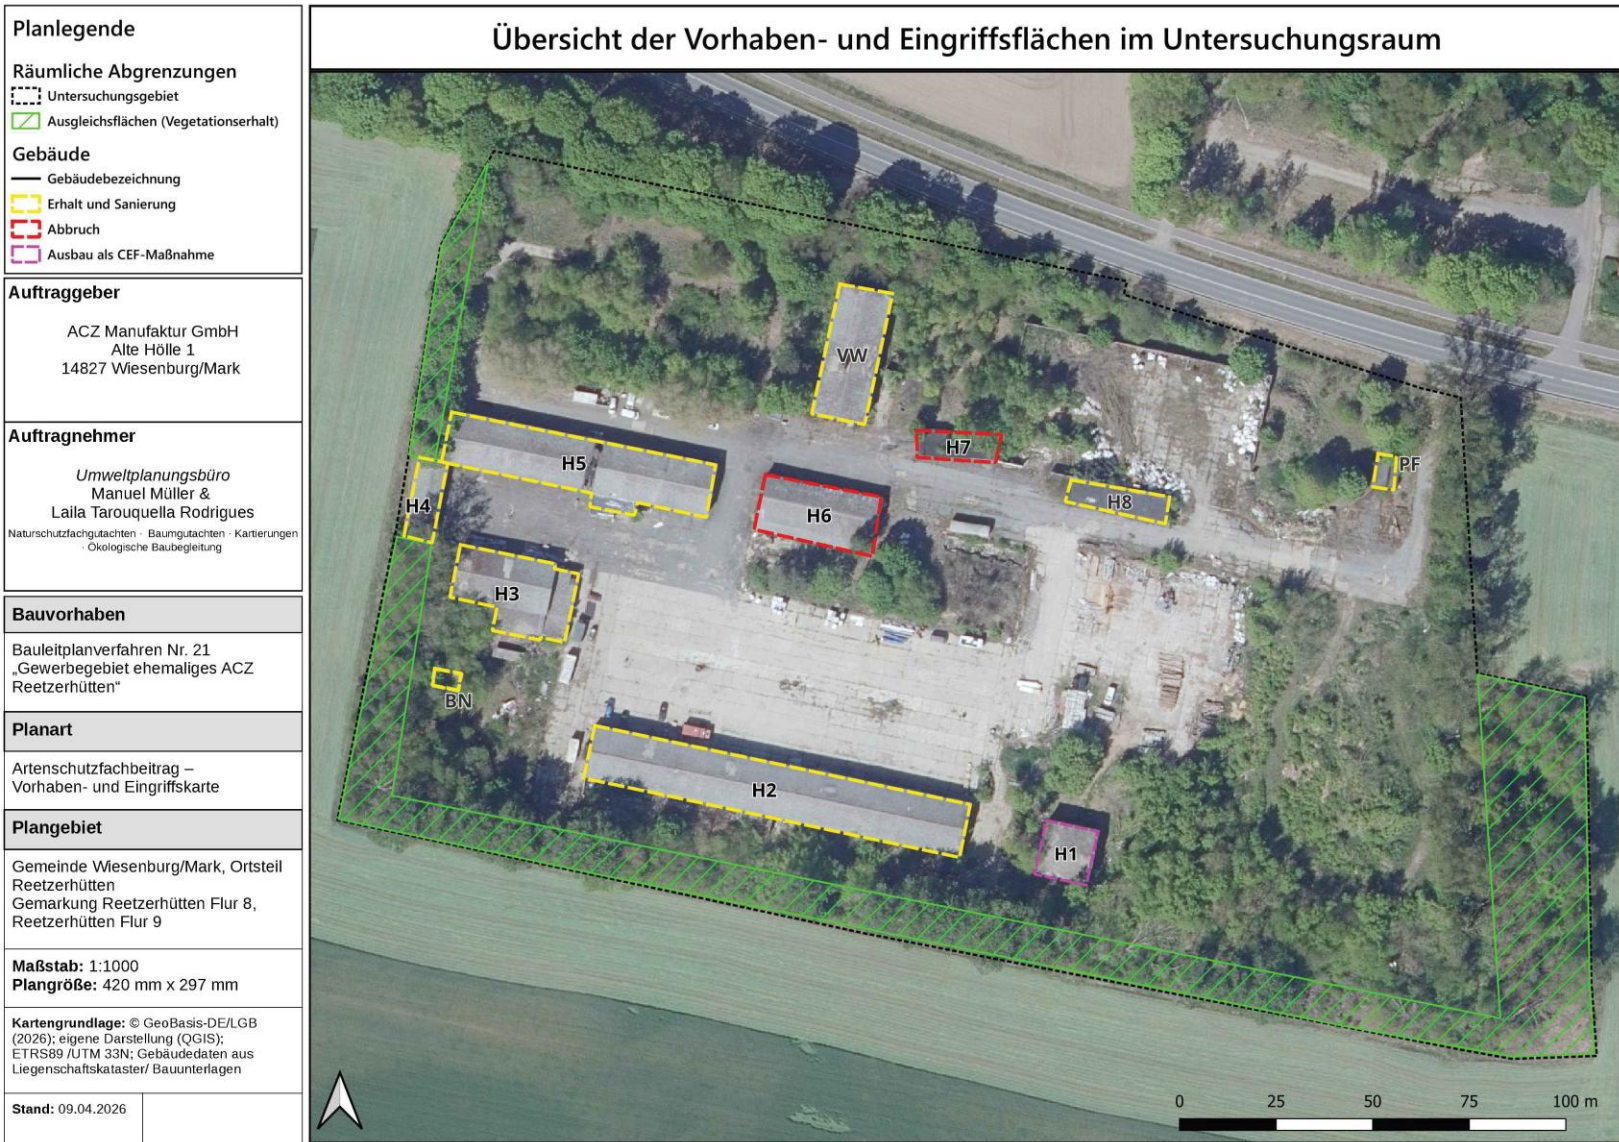 Planlegende
Räumliche Abgrenzungen
Untersuchungsgebiet
Ausgleichsflächen (Vegetationserhalt)
Gebäude
Gebäudebezeichnung
Erhalt und Sanierung
Abbruch
Ausbau als CEF-Maßnahme
Auftraggeber
ACZ Manufaktur GmbH
Alte Hölle 1
14827 Wiesenburg/Mark
Auftragnehmer
Umweltplanungsbüro
Manuel Müller &
Laila Tarouquella Rodrigues
Naturschutzfachgutachten · Baumgutachten · Kartierungen
· Ökologische Baubegleitung
Bauvorhaben
Bauleitplanverfahren Nr. 21
„Gewerbegebiet ehemaliges ACZ
Reetzerhütten“
Planart
Artenschutzfachbeitrag –
Vorhaben- und Eingriffskarte
Plangebiet
Gemeinde Wiesenburg/Mark, Ortsteil
Reetzerhütten
Gemarkung Reetzerhütten Flur 8,
Reetzerhütten Flur 9
Maßstab: 1:1000
Plangröße: 420 mm x 297 mm
Kartengrundlage: © GeoBasis-DE/LGB
(2026); eigene Darstellung (QGIS);
ETRS89 /UTM 33N; Gebäudedaten aus
Liegenschaftskataster/ Bauunterlagen
Stand: 09.04.2026
Übersicht der Vorhaben- und Eingriffsflächen im Untersuchungsraum
VW
H7
H5
PF
H4
H6
H8
H3
BN
H2
H1
0 25 50 75 100 m